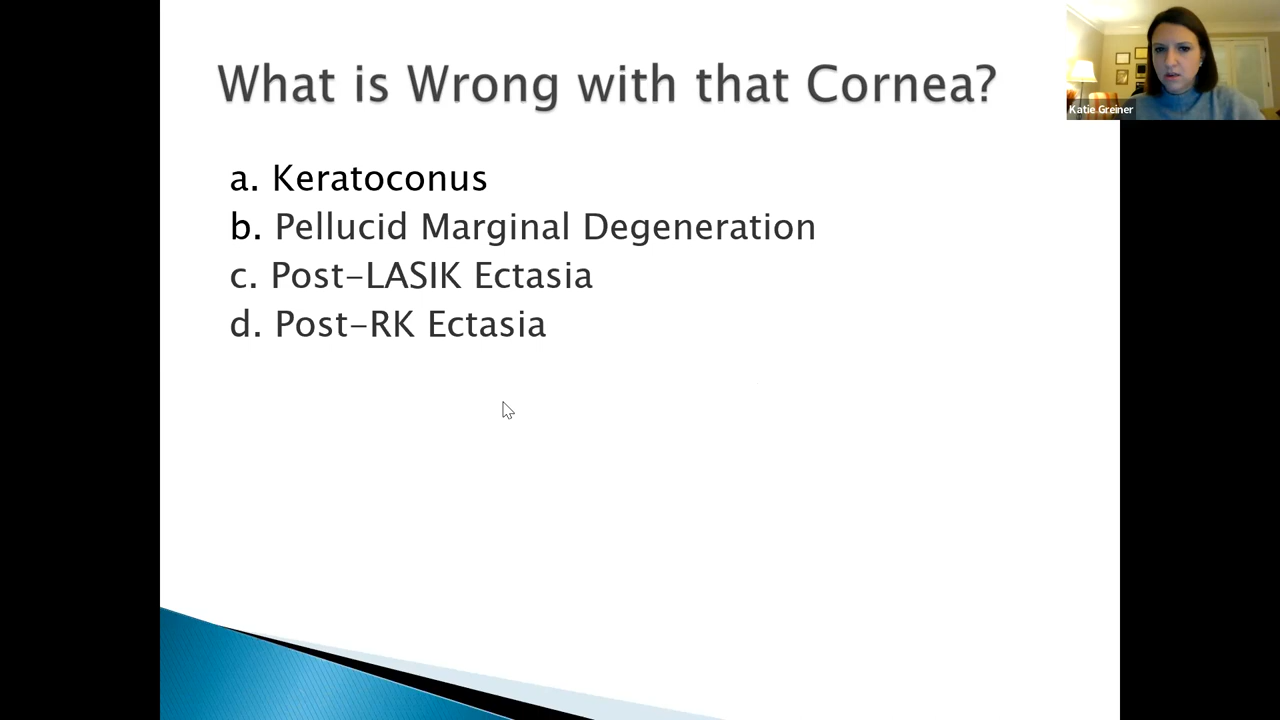 What is Wrong with that Cornea?
Katie Greiner
a. Keratoconus
b. Pellucid Marginal Degeneration
c. Post-LASIK Ectasia
d. Post-RK Ectasia